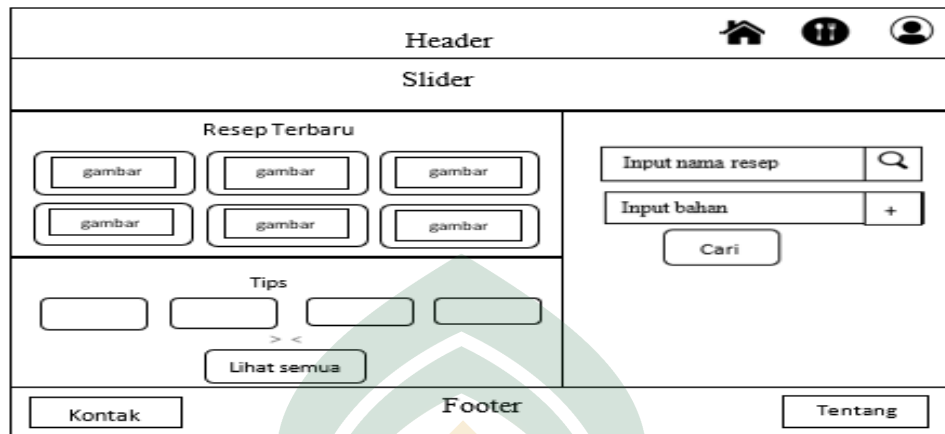 Header
Slider
Resep Terbaru
gambar gambar gambar
gambar gambar gambar
Input nama resep
Input bahan +
Cari
Tips
> <
Lihat semua
Kontak Footer Tentang